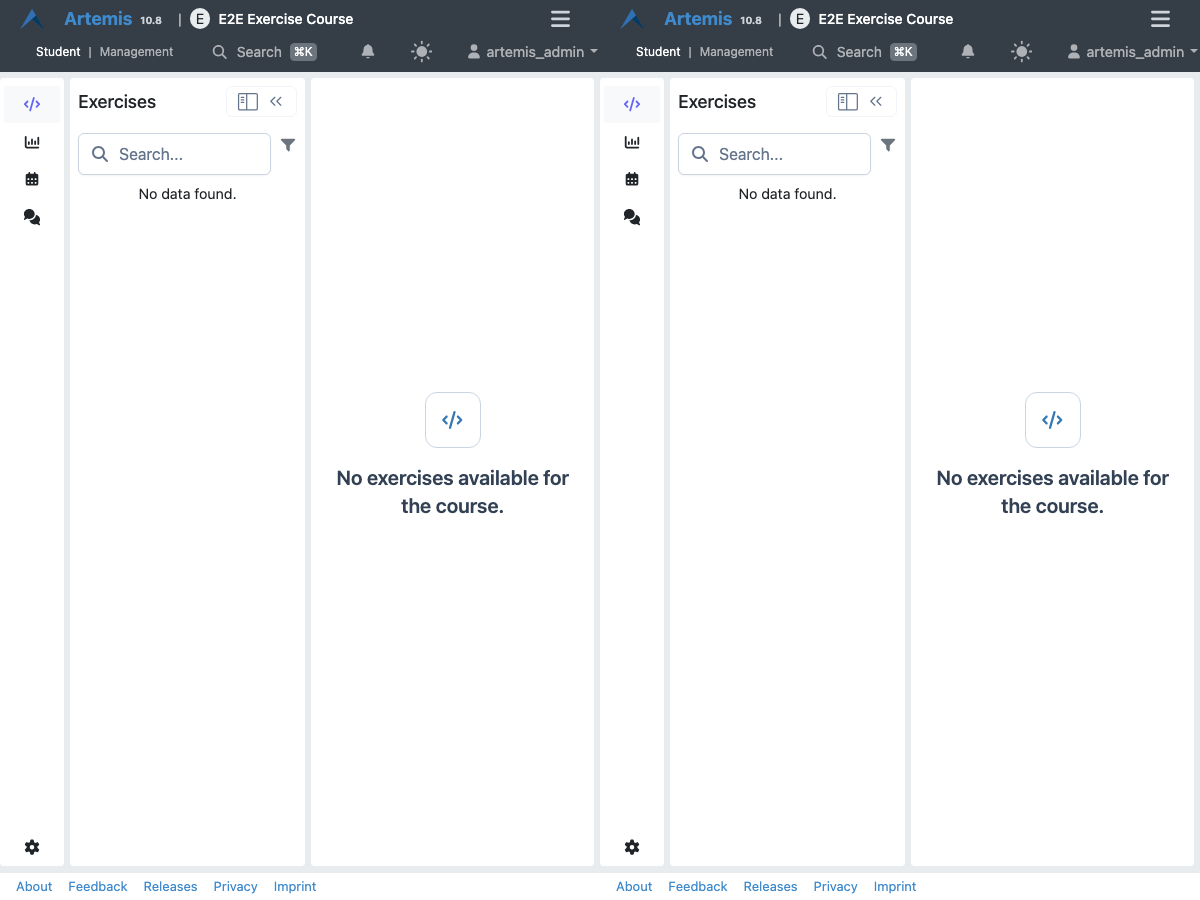 Artemis 10.8 | E E2E Exercise Course
Student | Management Search ⌘K artemis_admin
Exercises
Search...
No data found.
No exercises available for
the course.
About Feedback Releases Privacy Imprint
Artemis 10.8 | E E2E Exercise Course
Student | Management Search ⌘K artemis_admin
Exercises
Search...
No data found.
No exercises available for
the course.
About Feedback Releases Privacy Imprint